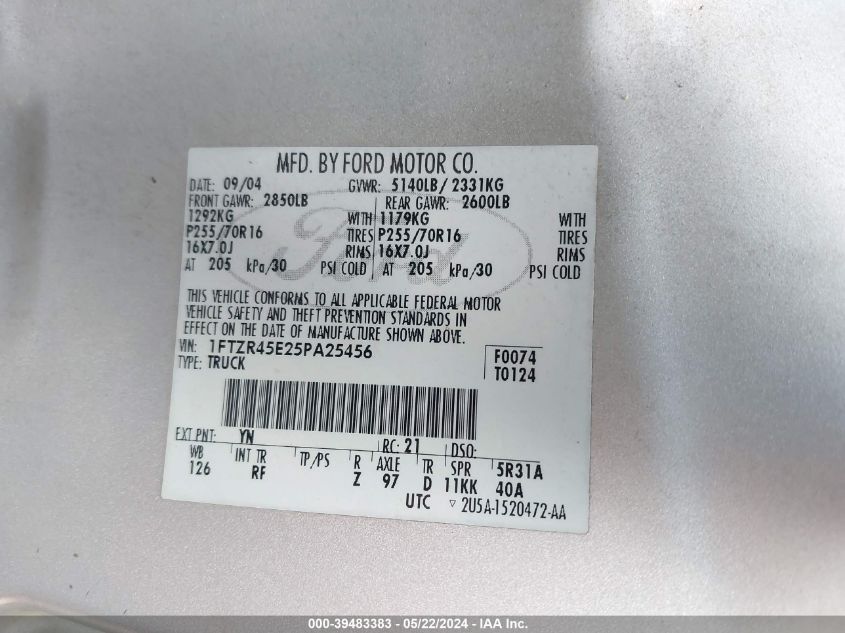 MFD. BY FORD MOTOR CO.
DATE: 09/04 GVWR: 5140LB/ 2331KG
FRONT GAWR: 2850LB REAR GAWR: 2600LB
1292KG WITH 1179KG WITH
P255/70R16 TIRES P255/70R16 TIRES
16X7.0J RIMS 16X7.0J RIMS
AT 205 kPa/30 PSI COLD AT 205 kPa/30 PSI COLD
Ford
THIS VEHICLE CONFORMS TO ALL APPLICABLE FEDERAL MOTOR
VEHICLE SAFETY AND THEFT PREVENTION STANDARDS IN
EFFECT ON THE DATE OF MANUFACTURE SHOWN ABOVE.
VIN: 1FTZR45E25PA25456 F0074
TYPE: TRUCK T0124
EXT PNT: YN RC: 21 DSO:
WB INT TR TP/PS R AXLE TR SPR 5R31A
126 RF Z 97 D 11KK 40A
UTC ▿ 2U5A-1520472-AA
000-39483383 - 05/22/2024 - IAA Inc.